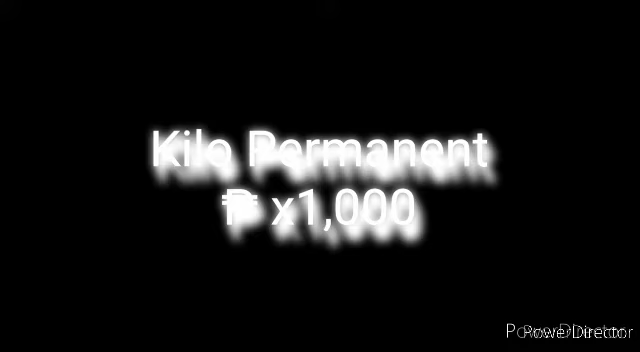 Kilo Permanent
₱ x1,000
PowerDirector